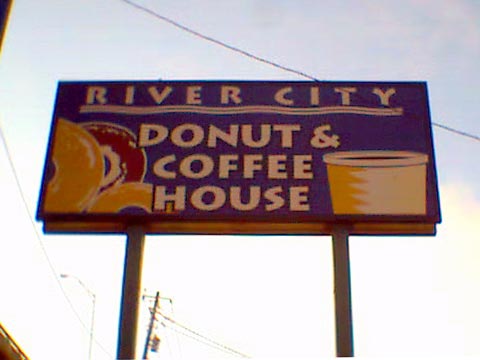 RIVER CITY
DONUT &
COFFEE
HOUSE